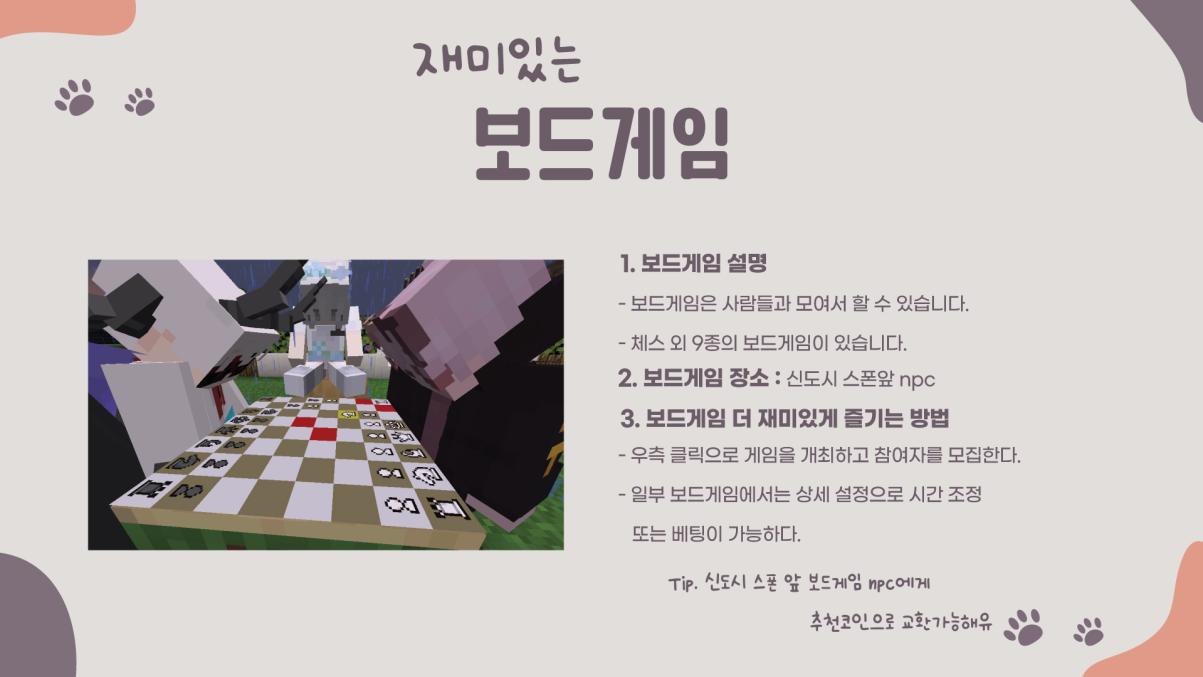 재미있는
보드게임
1. 보드게임 설명
- 보드게임은 사람들과 모여서 할 수 있습니다.
- 체스 외 9종의 보드게임이 있습니다.
2. 보드게임 장소 : 신도시 스폰앞 npc
3. 보드게임 더 재미있게 즐기는 방법
- 우측 클릭으로 게임을 개최하고 참여자를 모집한다.
- 일부 보드게임에서는 상세 설정으로 시간 조정
또는 베팅이 가능하다.
Tip. 신도시 스폰 앞 보드게임 npc에게
추천코인으로 교환가능해유